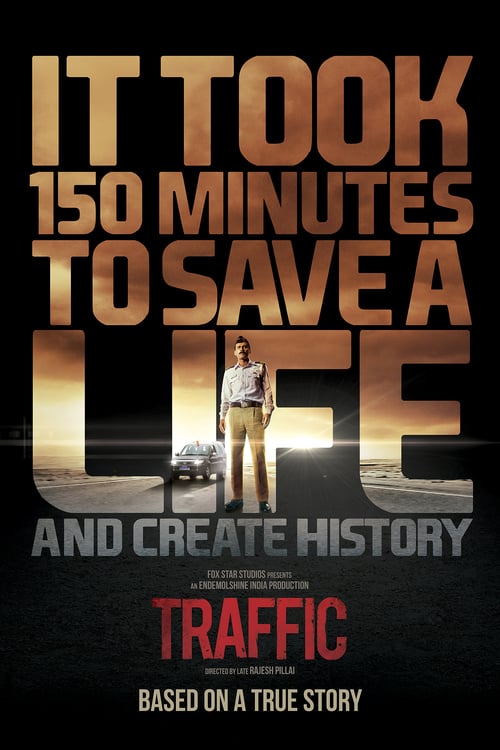 IT TOOK
150 MINUTES
TO SAVE A
LIFE
AND CREATE HISTORY
FOX STAR STUDIOS PRESENTS
AN ENDEMOLSHINE INDIA PRODUCTION
TRAFFIC
DIRECTED BY LATE RAJESH PILLAI
BASED ON A TRUE STORY